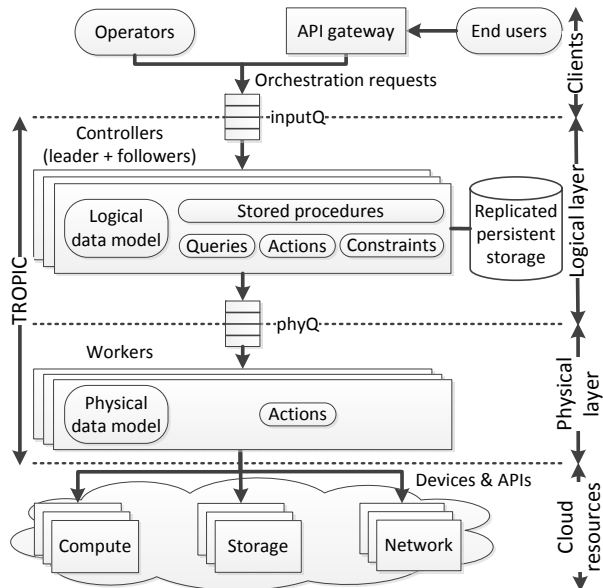 Operators
API gateway
End users
Clients
Orchestration requests
inputQ
Controllers
(leader + followers)
Logical
data model
Stored procedures
Queries
Actions
Constraints
Replicated
persistent
storage
Logical layer
TROPIC
phyQ
Workers
Physical
data model
Actions
Physical
layer
Devices & APIs
Compute
Storage
Network
Cloud
resources